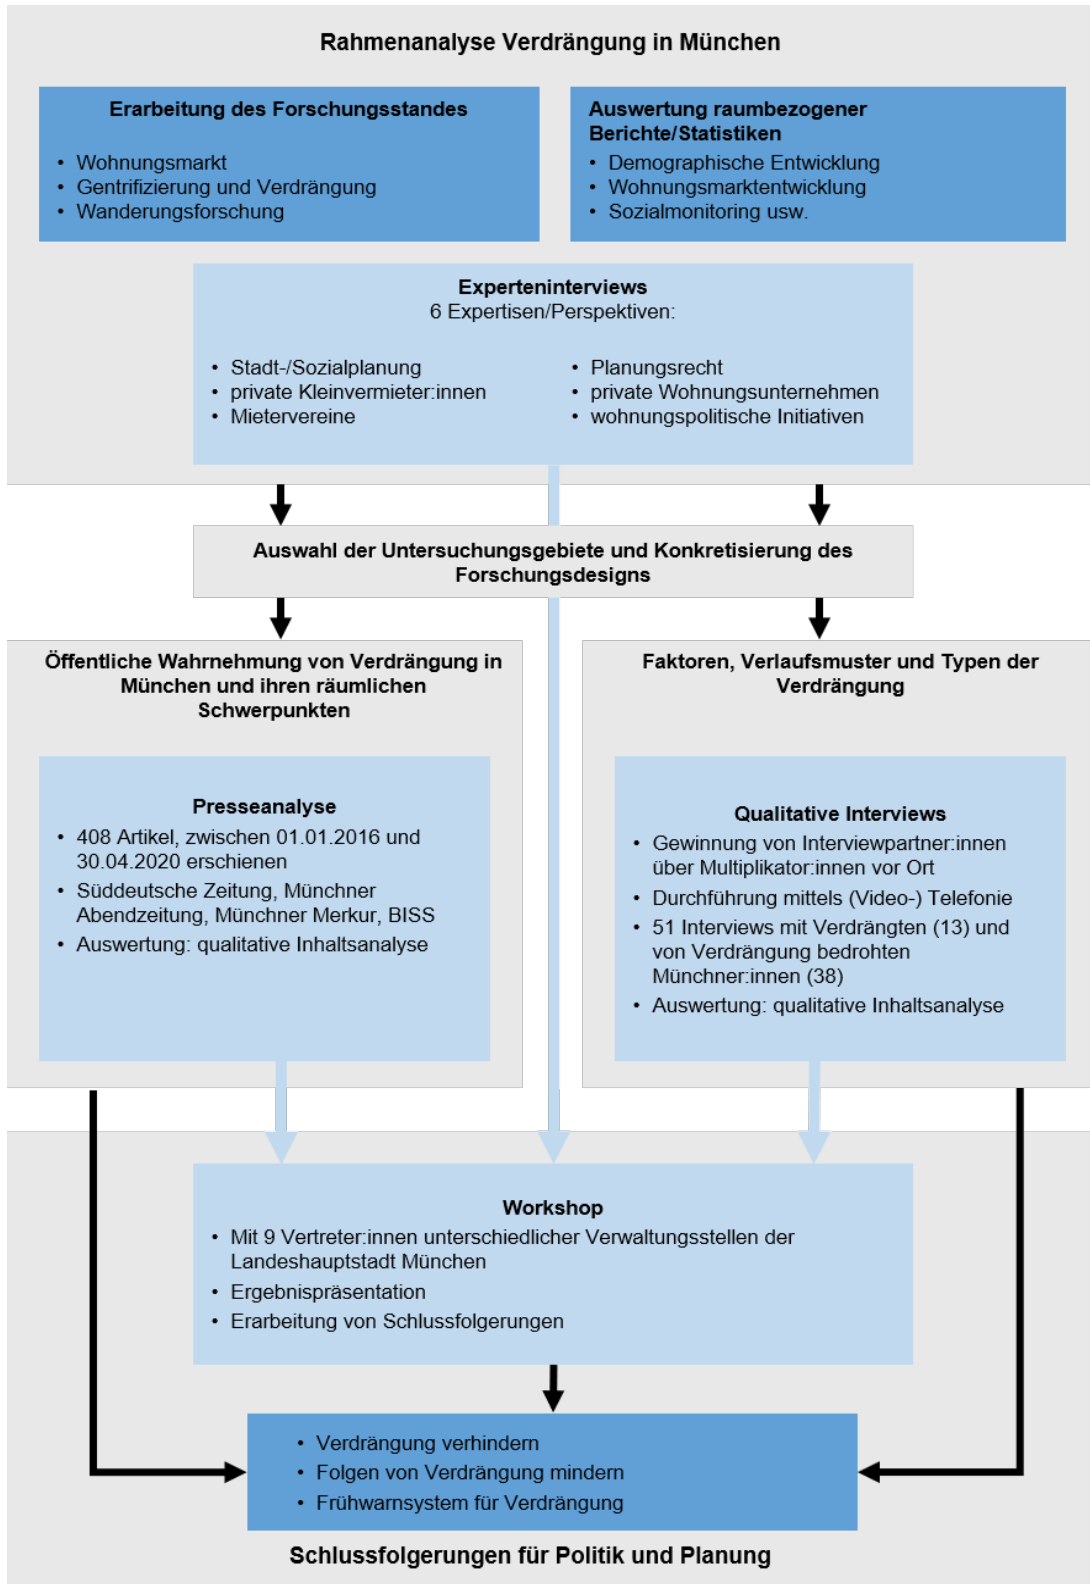 Rahmenanalyse Verdrängung in München
Erarbeitung des Forschungsstandes
• Wohnungsmarkt
• Gentrifizierung und Verdrängung
• Wanderungsforschung
Auswertung raumbezogener
Berichte/Statistiken
• Demographische Entwicklung
• Wohnungsmarktentwicklung
• Sozialmonitoring usw.
Experteninterviews
6 Expertisen/Perspektiven:
• Stadt-/Sozialplanung
• private Kleinvermieter:innen
• Mietervereine
• Planungsrecht
• private Wohnungsunternehmen
• wohnungspolitische Initiativen
Auswahl der Untersuchungsgebiete und Konkretisierung des
Forschungsdesigns
Öffentliche Wahrnehmung von Verdrängung in
München und ihren räumlichen
Schwerpunkten
Presseanalyse
• 408 Artikel, zwischen 01.01.2016 und
30.04.2020 erschienen
• Süddeutsche Zeitung, Münchner
Abendzeitung, Münchner Merkur, BISS
• Auswertung: qualitative Inhaltsanalyse
Faktoren, Verlaufsmuster und Typen der
Verdrängung
Qualitative Interviews
• Gewinnung von Interviewpartner:innen
über Multiplikator:innen vor Ort
• Durchführung mittels (Video-) Telefonie
• 51 Interviews mit Verdrängten (13) und
von Verdrängung bedrohten
Münchner:innen (38)
• Auswertung: qualitative Inhaltsanalyse
Workshop
• Mit 9 Vertreter:innen unterschiedlicher Verwaltungsstellen der
Landeshauptstadt München
• Ergebnispräsentation
• Erarbeitung von Schlussfolgerungen
• Verdrängung verhindern
• Folgen von Verdrängung mindern
• Frühwarnsystem für Verdrängung
Schlussfolgerungen für Politik und Planung